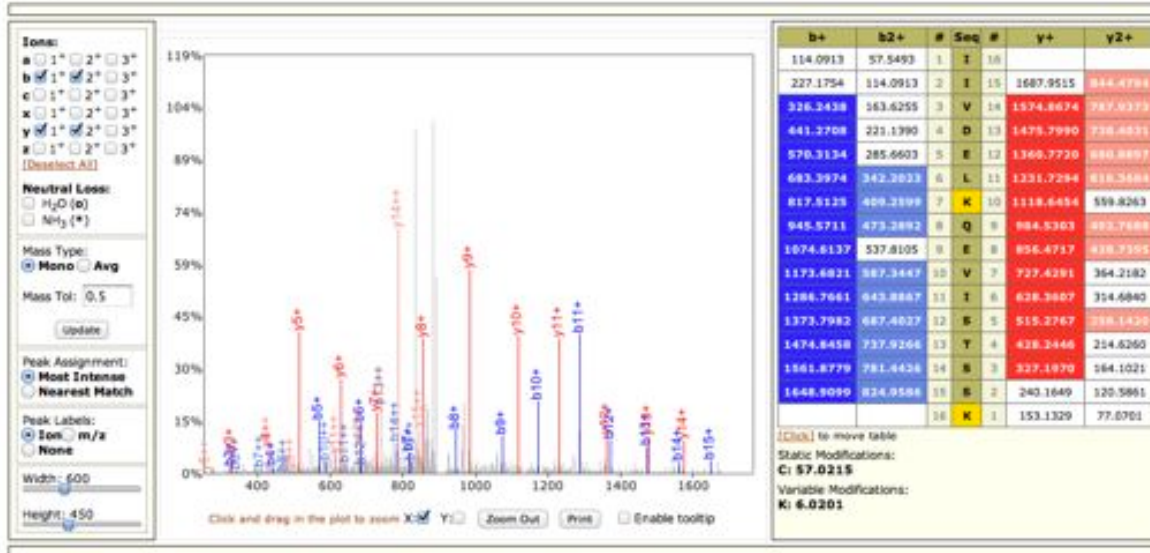 Ions:
a 1+ 2+ 3+
b 1+ 2+ 3+
c 1+ 2+ 3+
x 1+ 2+ 3+
y 1+ 2+ 3+
z 1+ 2+ 3+
[Deselect All]
Neutral Loss:
H2O (o)
NH3 (*)
Mass Type:
Mono Avg
Mass Tol: 0.5
Update
Peak Assignment:
Most Intense
Nearest Match
Peak Labels:
Ion m/z
None
Width: 600
Height: 450
119%
104%
89%
74%
59%
45%
30%
15%
0%
y5+
b5+
y6+
b6+
y14++
y8+
b8+
y9+
b9+
y10+
b10+
y11+
b11+
b14+
y14+
b15+
400 600 800 1000 1200 1400 1600
Click and drag in the plot to zoom X: Y: Zoom Out Print Enable tooltip
b+ b2+ # Seq # y+ y2+
114.0913 57.5493 1 I 16
227.1754 114.0913 2 I 15 1687.9515
326.2438 163.6255 3 V 14 1574.8674
441.2708 221.1390 4 D 13 1475.7990
570.3134 285.6603 5 E 12 1360.7720
683.3974 342.2023 6 L 11 1231.7294
817.5125 409.2599 7 K 10 1118.6454 559.8263
945.5711 473.2892 8 Q 9 984.5303
1074.6137 537.8105 9 E 8 856.4717
1173.6821 587.3447 10 V 7 727.4291 364.2182
1286.7661 643.8867 11 I 6 628.3607 314.6840
1373.7982 687.4027 12 S 5 515.2767
1474.8458 737.9266 13 T 4 428.2446 214.6260
1561.8779 781.4426 14 S 3 327.1970 164.1021
1648.9099 824.9586 15 S 2 240.1649 120.5861
16 K 1 153.1329 77.0701
[Click] to move table
Static Modifications:
C: 57.0215
Variable Modifications:
K: 6.0201